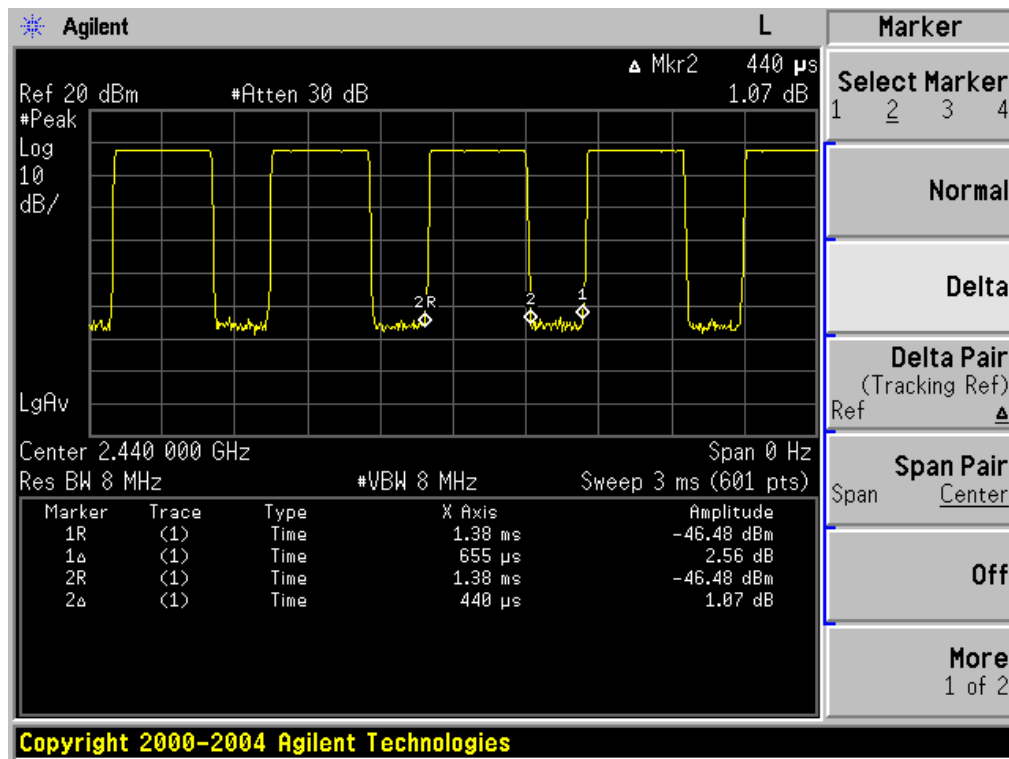 Agilent L Marker
Δ Mkr2 440 µs
Ref 20 dBm #Atten 30 dB 1.07 dB
#Peak
Log
10
dB/
2R 2 1
LgAv
Center 2.440 000 GHz Span 0 Hz
Res BW 8 MHz #VBW 8 MHz Sweep 3 ms (601 pts)
Marker Trace Type X Axis Amplitude
1R (1) Time 1.38 ms -46.48 dBm
1Δ (1) Time 655 µs 2.56 dB
2R (1) Time 1.38 ms -46.48 dBm
2Δ (1) Time 440 µs 1.07 dB
Select Marker
1 2 3 4
Normal
Delta
Delta Pair
(Tracking Ref)
Ref Δ
Span Pair
Span Center
Off
More
1 of 2
Copyright 2000-2004 Agilent Technologies